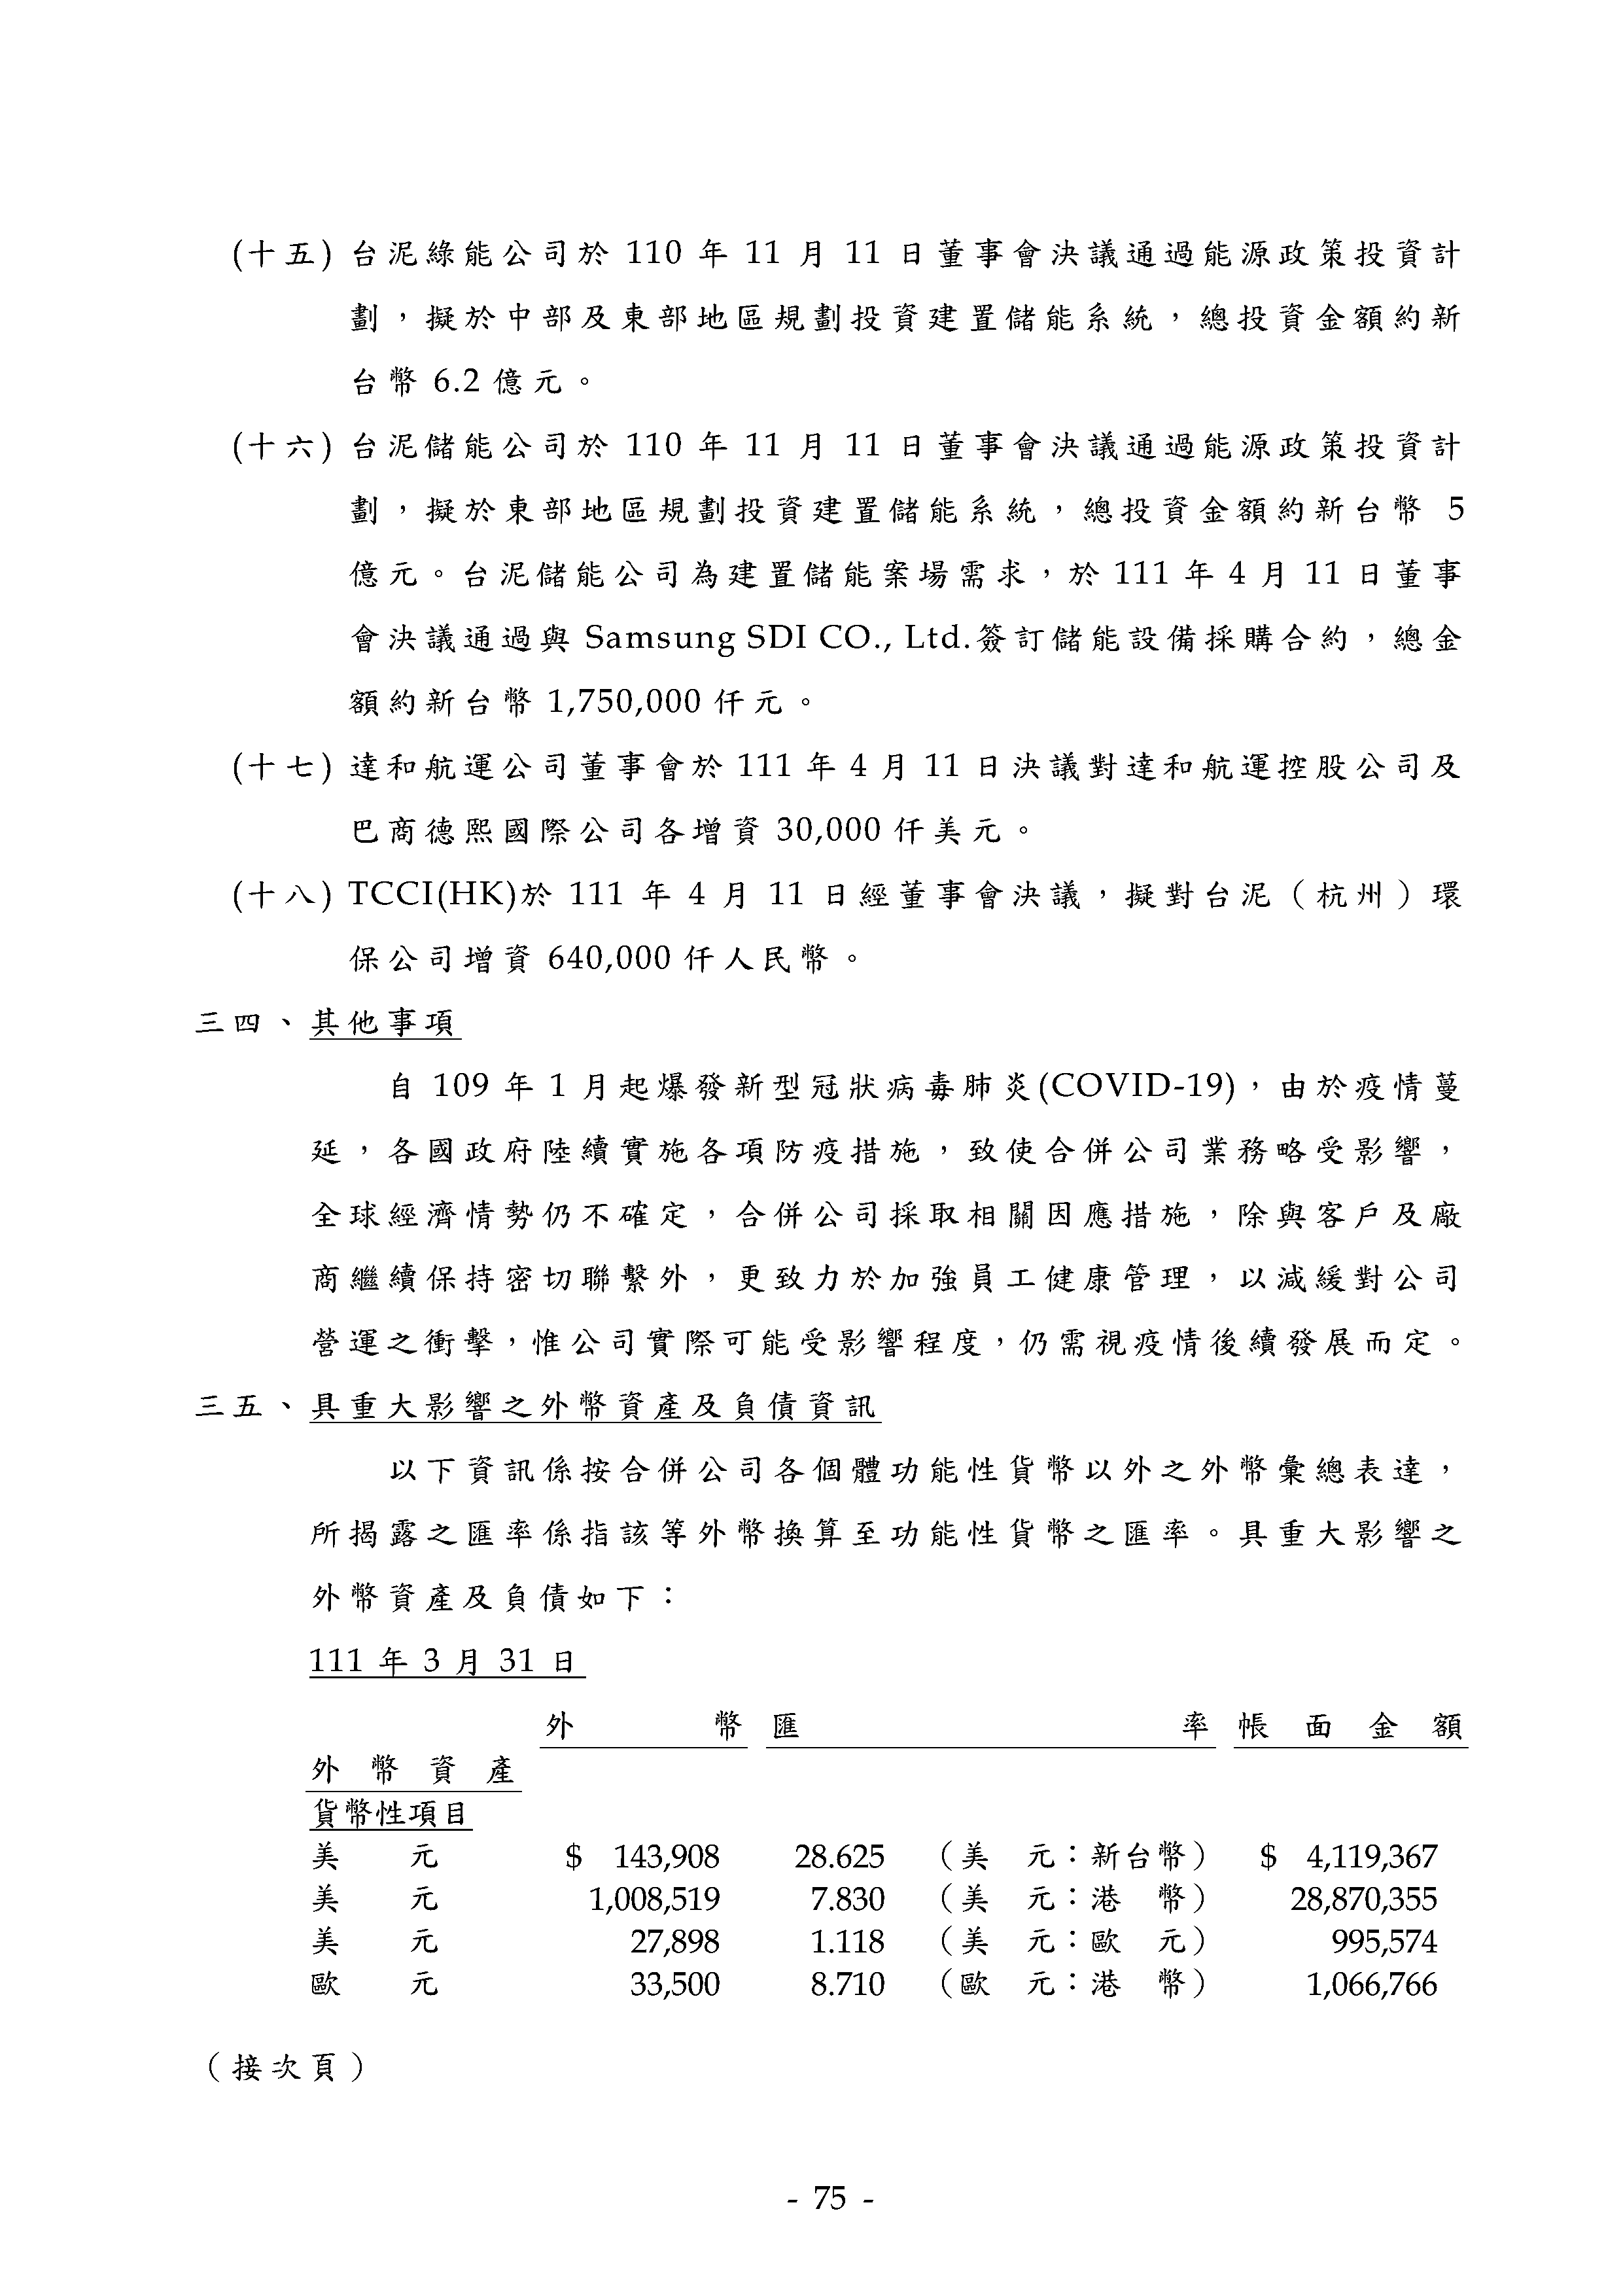 (十五) 台泥綠能公司於 110 年 11 月 11 日董事會決議通過能源政策投資計
劃，擬於中部及東部地區規劃投資建置儲能系統，總投資金額約新
台幣 6.2 億元。
(十六) 台泥儲能公司於 110 年 11 月 11 日董事會決議通過能源政策投資計
劃，擬於東部地區規劃投資建置儲能系統，總投資金額約新台幣 5
億元。台泥儲能公司為建置儲能案場需求，於 111 年 4 月 11 日董事
會決議通過與 Samsung SDI CO., Ltd.簽訂儲能設備採購合約，總金
額約新台幣 1,750,000 仟元。
(十七) 達和航運公司董事會於 111 年 4 月 11 日決議對達和航運控股公司及
巴商德熙國際公司各增資 30,000 仟美元。
(十八) TCCI(HK)於 111 年 4 月 11 日經董事會決議，擬對台泥（杭州）環
保公司增資 640,000 仟人民幣。
三四、其他事項
自 109 年 1 月起爆發新型冠狀病毒肺炎(COVID-19)，由於疫情蔓
延，各國政府陸續實施各項防疫措施，致使合併公司業務略受影響，
全球經濟情勢仍不確定，合併公司採取相關因應措施，除與客戶及廠
商繼續保持密切聯繫外，更致力於加強員工健康管理，以減緩對公司
營運之衝擊，惟公司實際可能受影響程度，仍需視疫情後續發展而定。
三五、具重大影響之外幣資產及負債資訊
以下資訊係按合併公司各個體功能性貨幣以外之外幣彙總表達，
所揭露之匯率係指該等外幣換算至功能性貨幣之匯率。具重大影響之
外幣資產及負債如下：
111 年 3 月 31 日
外幣 匯率 帳面金額
外幣資產
貨幣性項目
美元 $ 143,908 28.625 （美元：新台幣） $ 4,119,367
美元 1,008,519 7.830 （美元：港幣） 28,870,355
美元 27,898 1.118 （美元：歐元） 995,574
歐元 33,500 8.710 （歐元：港幣） 1,066,766
（接次頁）
- 75 -